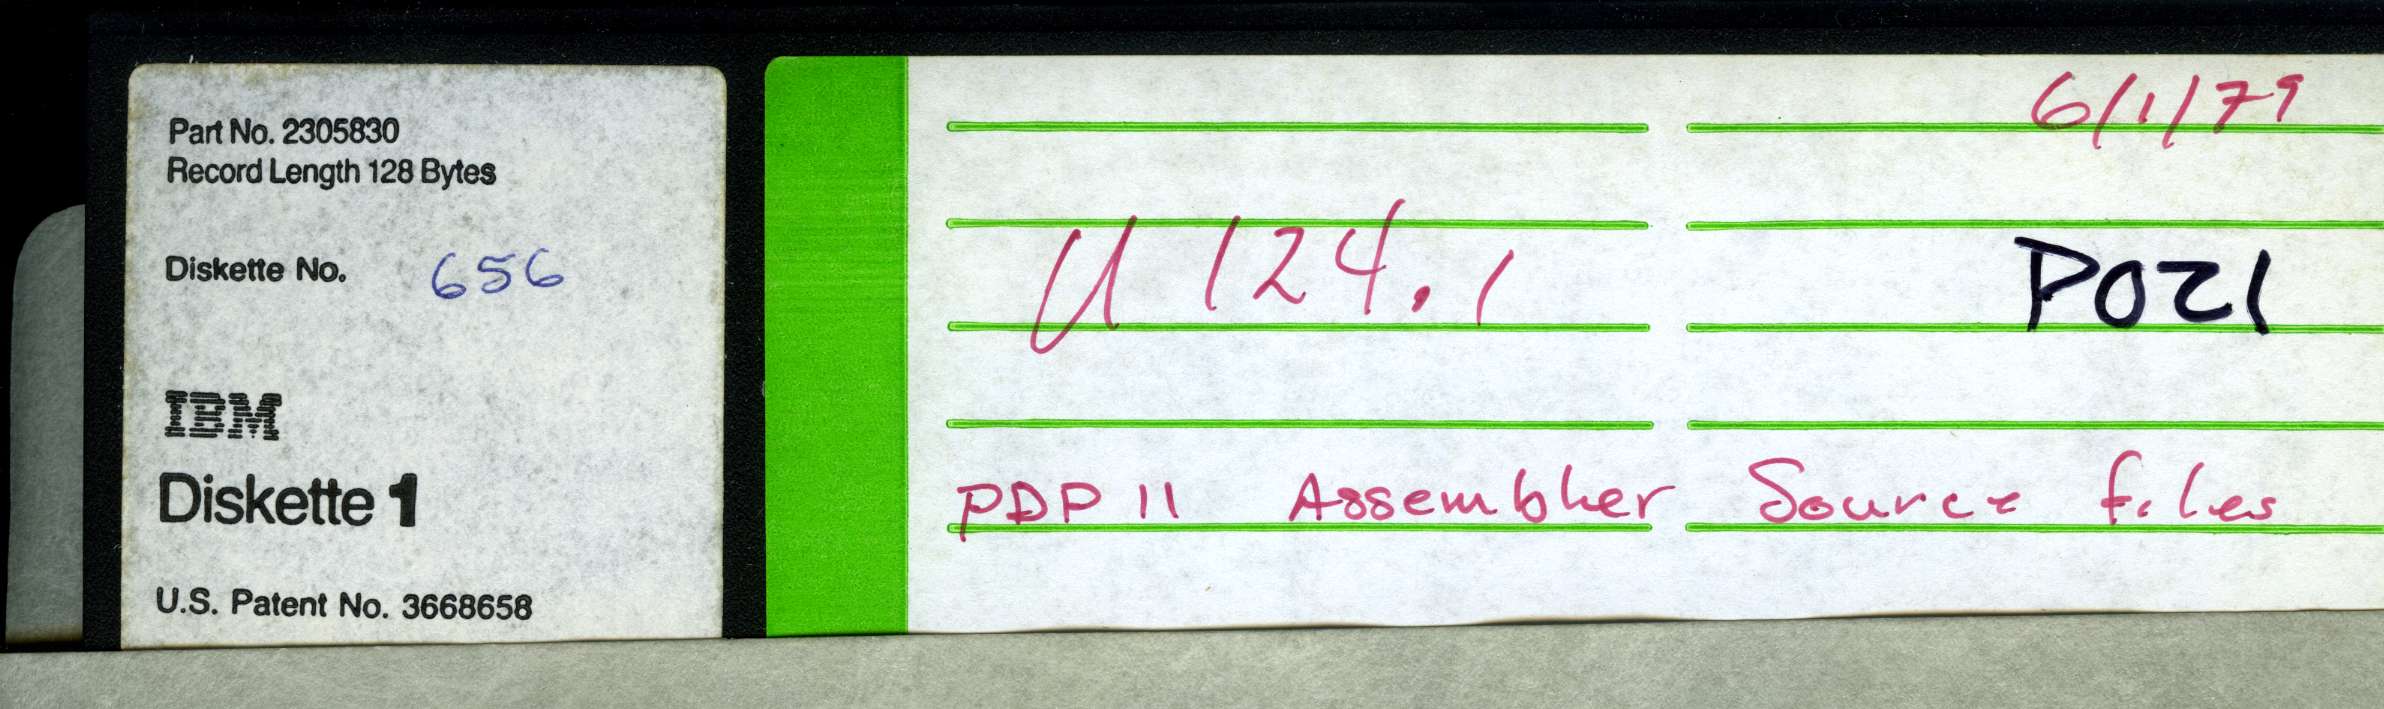 Part No. 2305830
Record Length 128 Bytes
Diskette No. 656
IBM
Diskette 1
U.S. Patent No. 3668658
6/1/79
U 124.1
P021
PDP 11 Assembler Source files